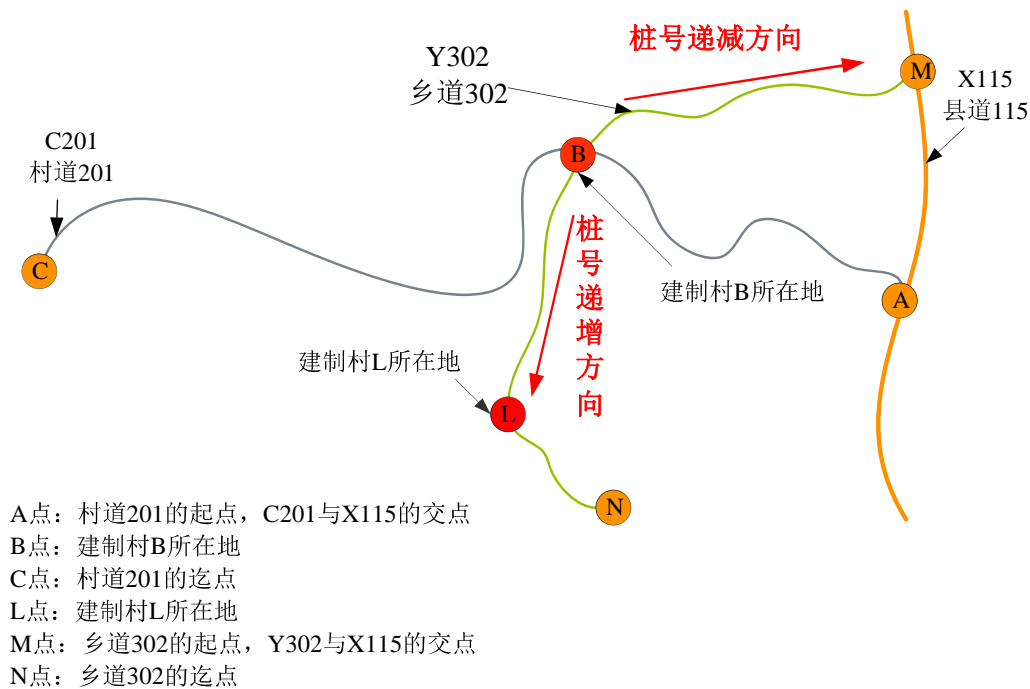 桩号递减方向
Y302
乡道302
M
X115
县道115
C201
村道201
B
桩号递增方向
C
建制村B所在地
A
建制村L所在地
L
N
A点：村道201的起点，C201与X115的交点
B点：建制村B所在地
C点：村道201的迄点
L点：建制村L所在地
M点：乡道302的起点，Y302与X115的交点
N点：乡道302的迄点